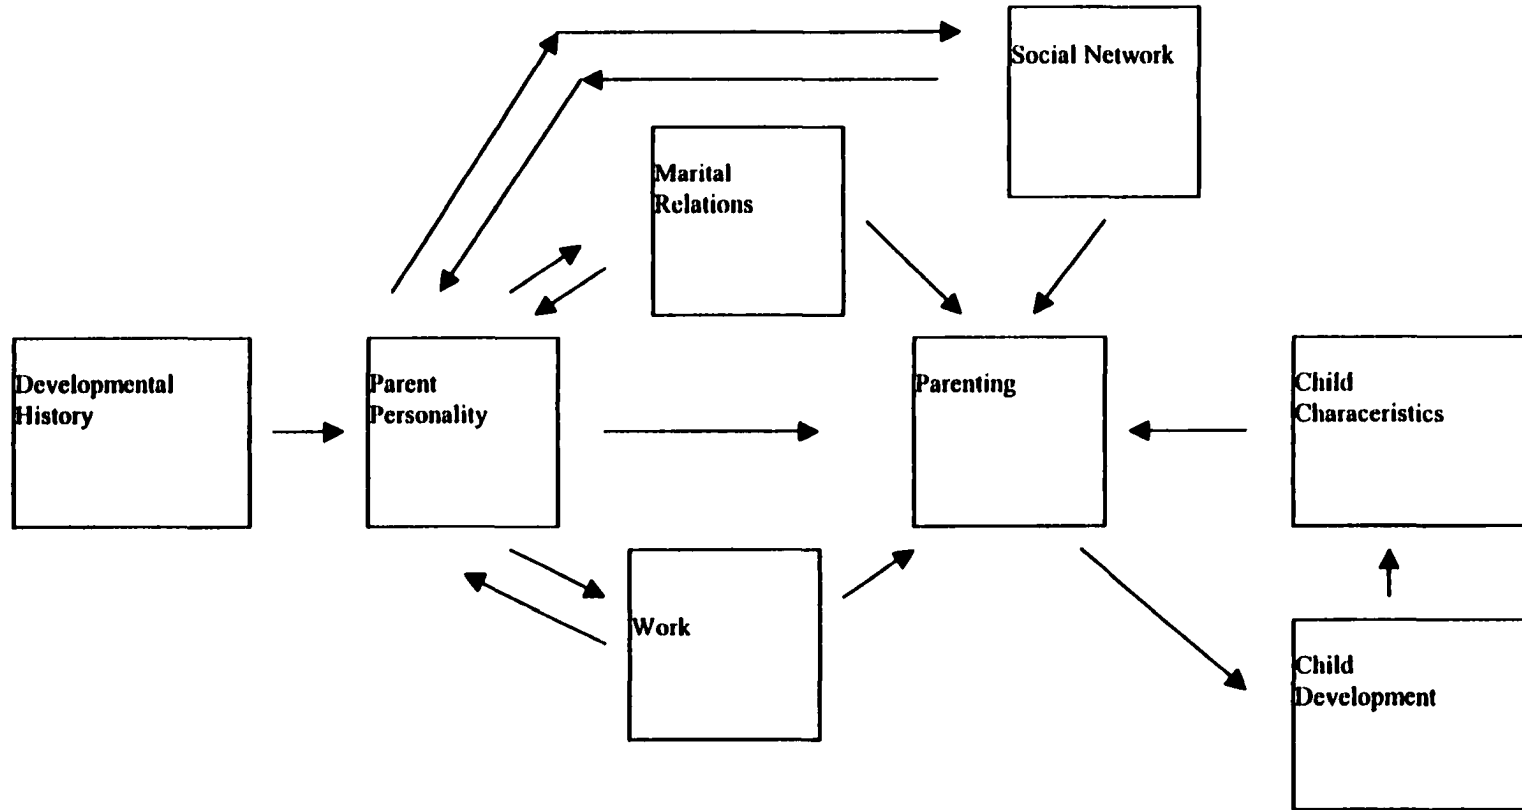 Social Network
Marital
Relations
Developmental
History
Parent
Personality
Parenting
Child
Characeristics
Work
Child
Development